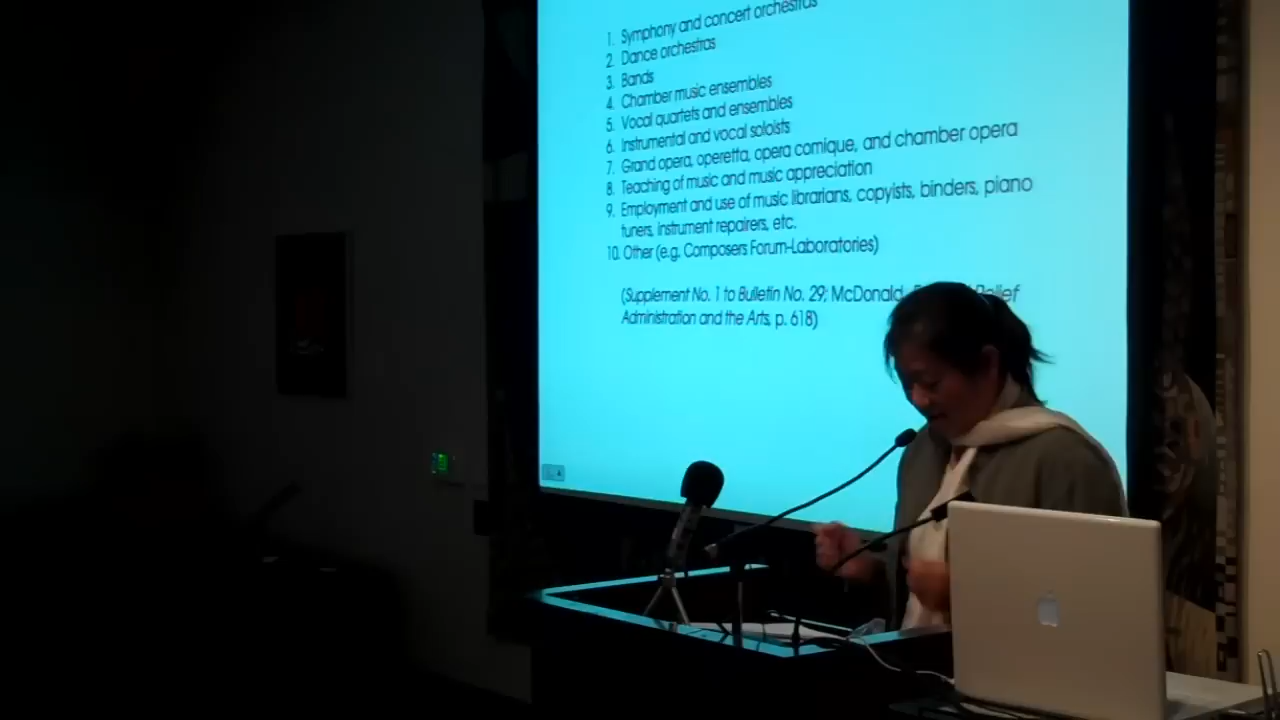 1. Symphony and concert orchestras
2. Dance orchestras
3. Bands
4. Chamber music ensembles
5. Vocal quartets and ensembles
6. Instrumental and vocal soloists
7. Grand opera, operetta, opera comique, and chamber opera
8. Teaching of music and music appreciation
9. Employment and use of music librarians, copyists, binders, piano
tuners, instrument repairers, etc.
10. Other (e.g. Composers Forum-Laboratories)
(Supplement No. 1 to Bulletin No. 29; McDonald, Relief
Administration and the Arts, p. 618)